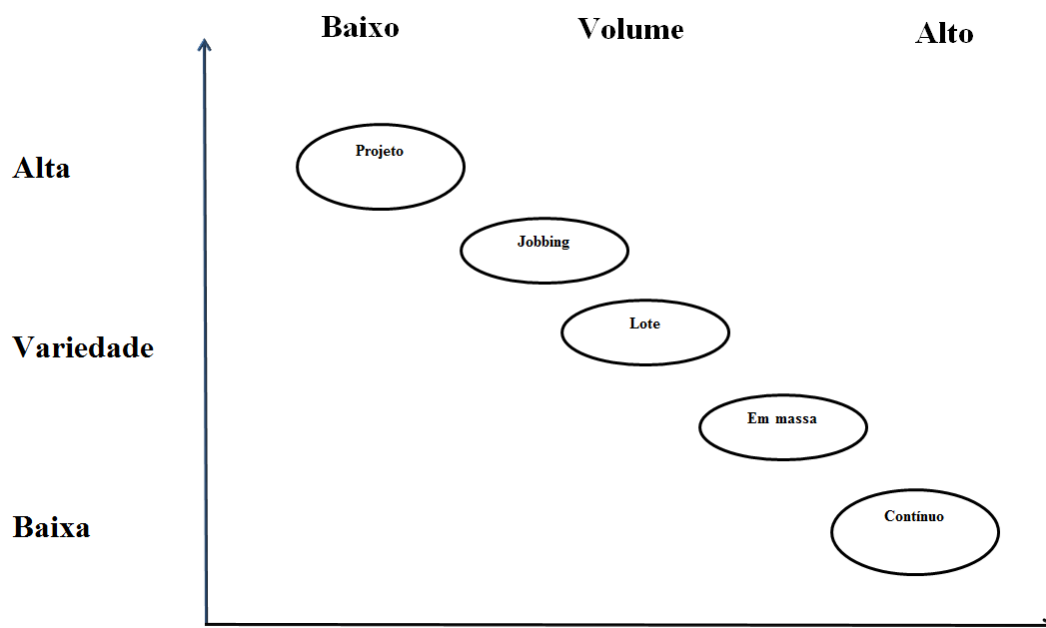 Baixo Volume Alto
Projeto
Alta
Jobbing
Lote
Variedade
Em massa
Contínuo
Baixa